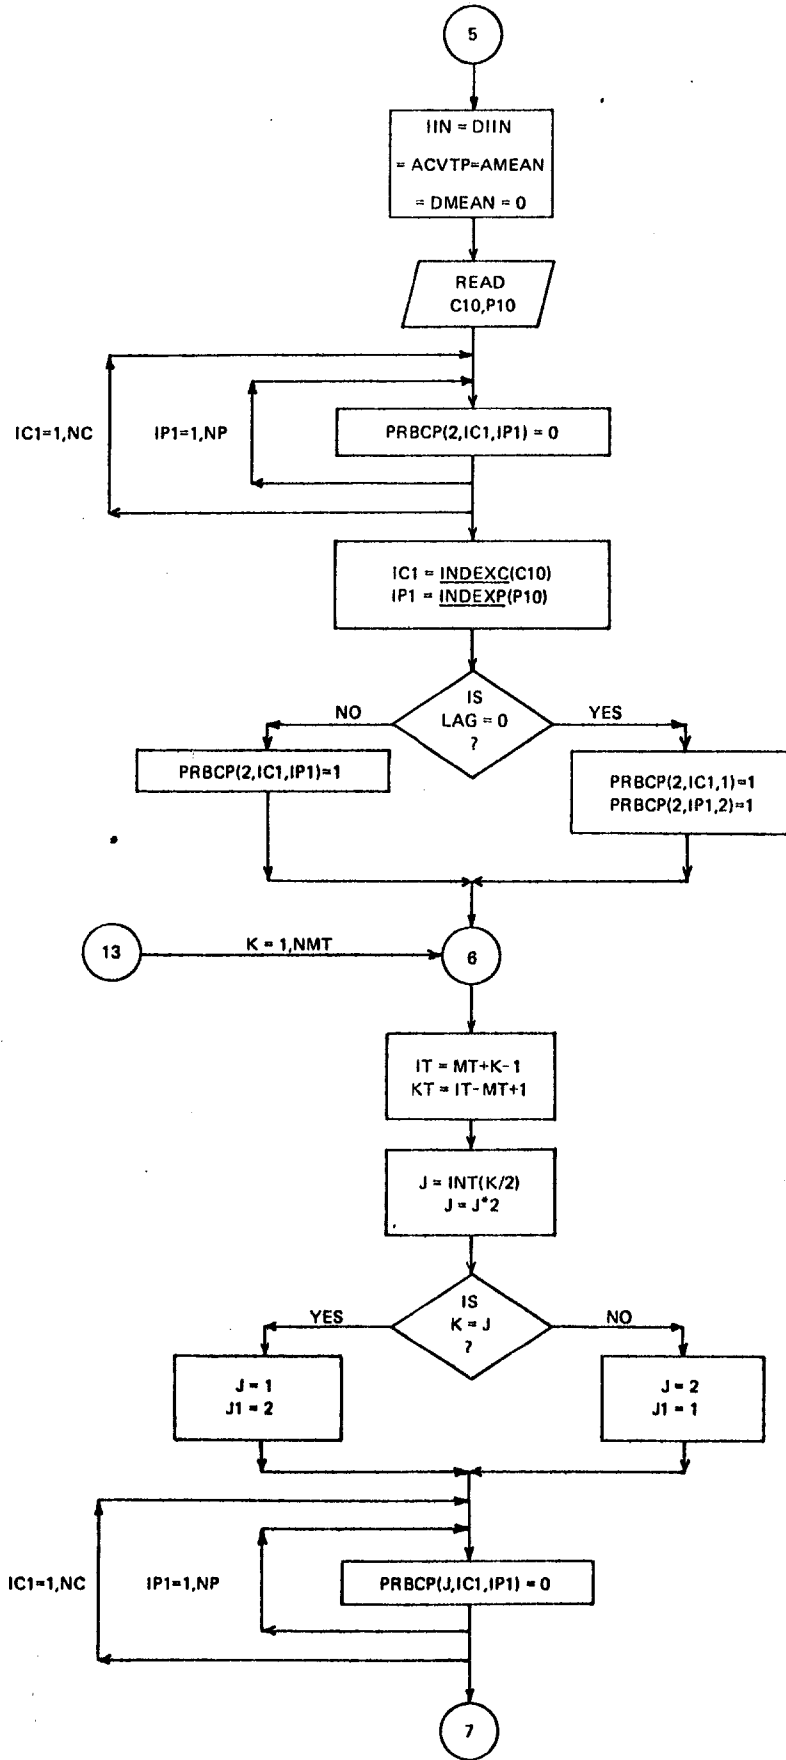 5
IIN = DIIN
= ACVTP=AMEAN
= DMEAN = 0
READ
C10,P10
IC1=1,NC
IP1=1,NP
PRBCP(2,IC1,IP1) = 0
IC1 = INDEXC(C10)
IP1 = INDEXP(P10)
NO
IS
LAG = 0
?
YES
PRBCP(2,IC1,IP1)=1
PRBCP(2,IC1,1)=1
PRBCP(2,IP1,2)=1
13
K = 1,NMT
6
IT = MT+K-1
KT = IT-MT+1
J = INT(K/2)
J = J*2
YES
IS
K = J
?
NO
J = 1
J1 = 2
J = 2
J1 = 1
IC1=1,NC
IP1=1,NP
PRBCP(J,IC1,IP1) = 0
7